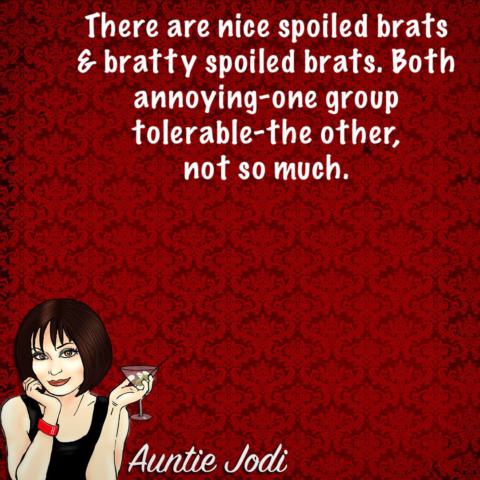 There are nice spoiled brats
& bratty spoiled brats. Both
annoying-one group
tolerable-the other,
not so much.
Auntie Jodi